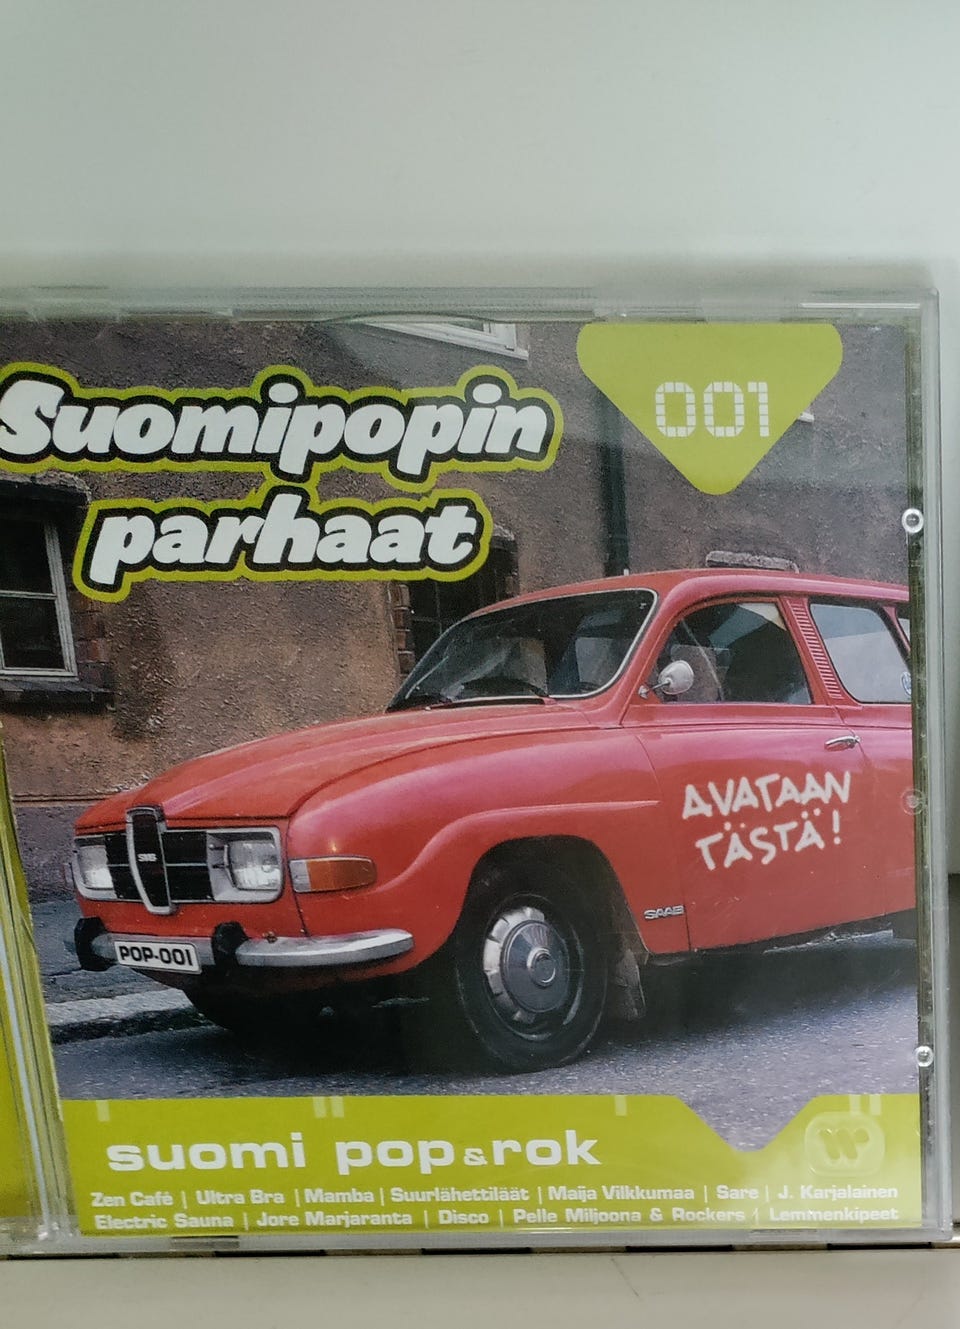 Suomipopin
parhaat
001
AVATAAN
TÄSTÄ!
SAAB
POP-001
suomi pop & rok
Zen Café | Ultra Bra | Mamba | Suurlähettiläät | Maija Vilkkumaa | Sare | J. Karjalainen
Electric Sauna | Jore Marjaranta | Disco | Pelle Miljoona & Rockers | Lemmenkipeet